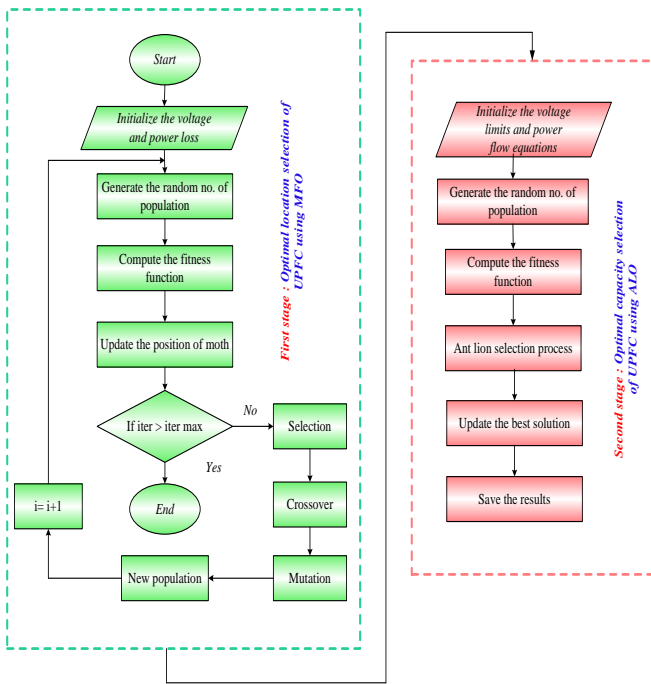 Start
Initialize the voltage
and power loss
Generate the random no. of
population
Compute the fitness
function
Update the position of moth
If iter > iter max
No
Yes
Selection
Crossover
Mutation
New population
i= i+1
End
First stage : Optimal location selection of
UPFC using MFO
Initialize the voltage
limits and power
flow equations
Generate the random no. of
population
Compute the fitness
function
Ant lion selection process
Update the best solution
Save the results
Second stage : Optimal capacity selection
of UPFC using ALO